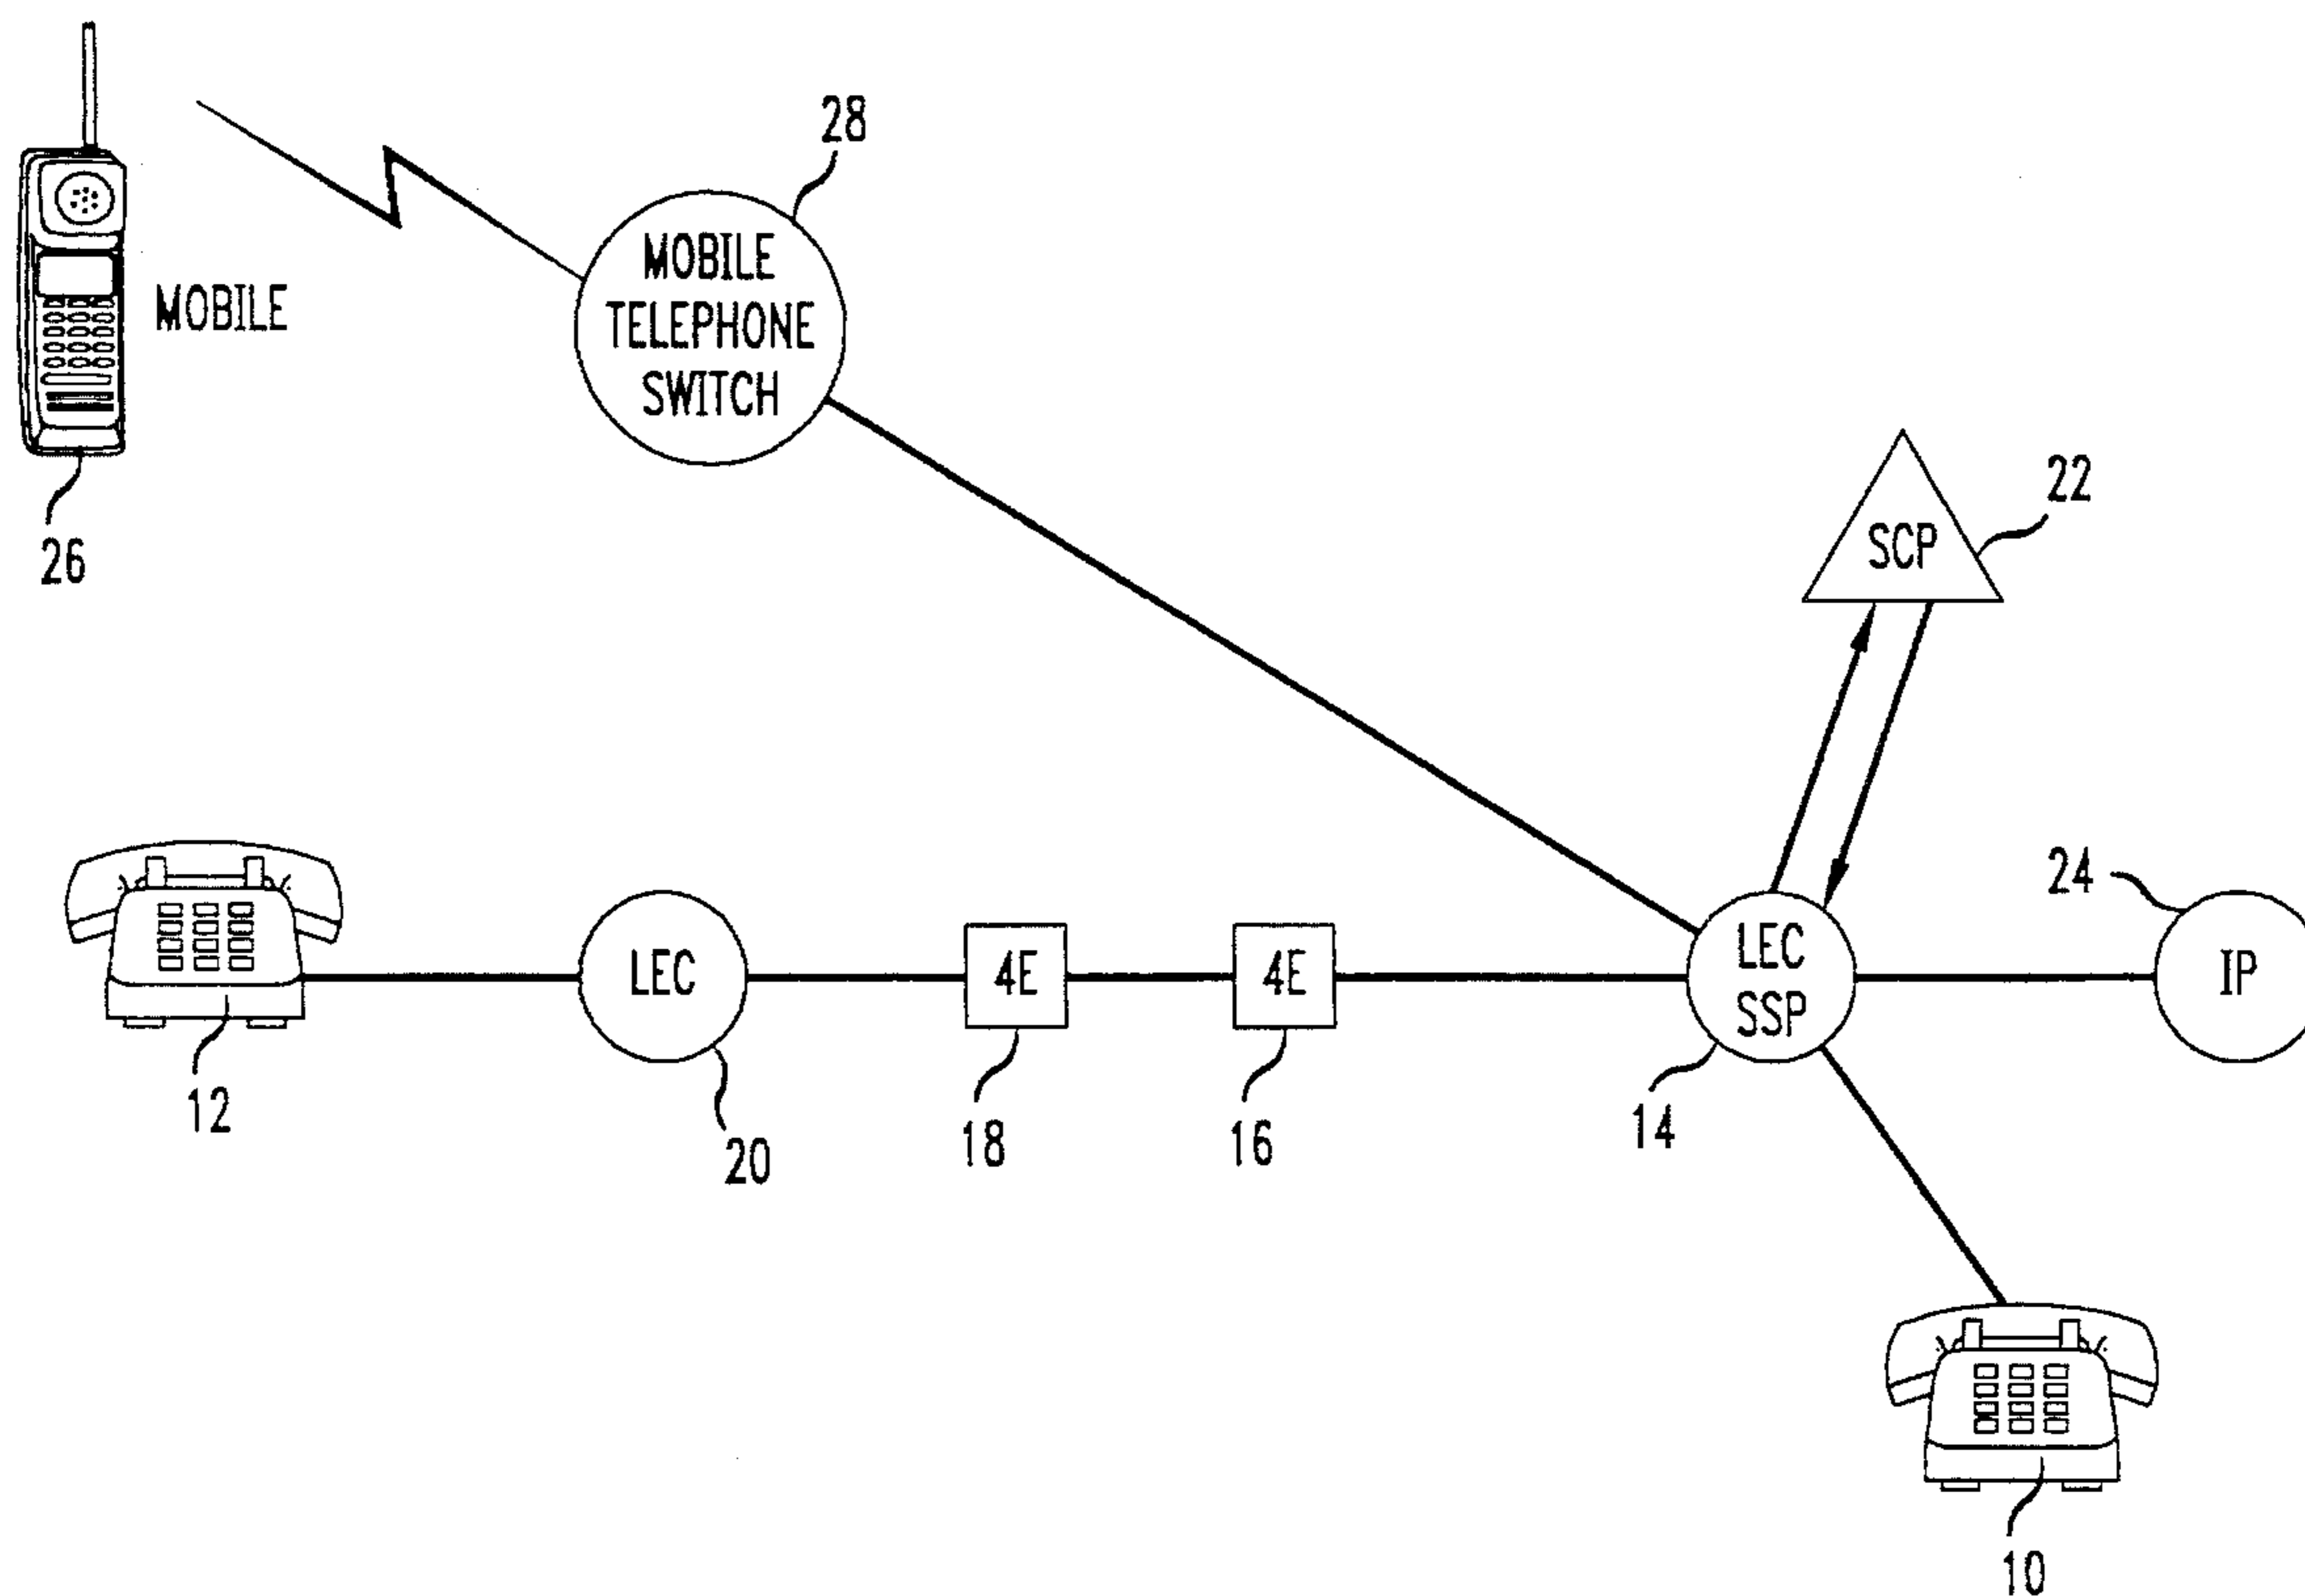 28
MOBILE
TELEPHONE
SWITCH
MOBILE
26
22
SCP
24
LEC
4E
4E
LEC
SSP
IP
12
20
18
16
14
10